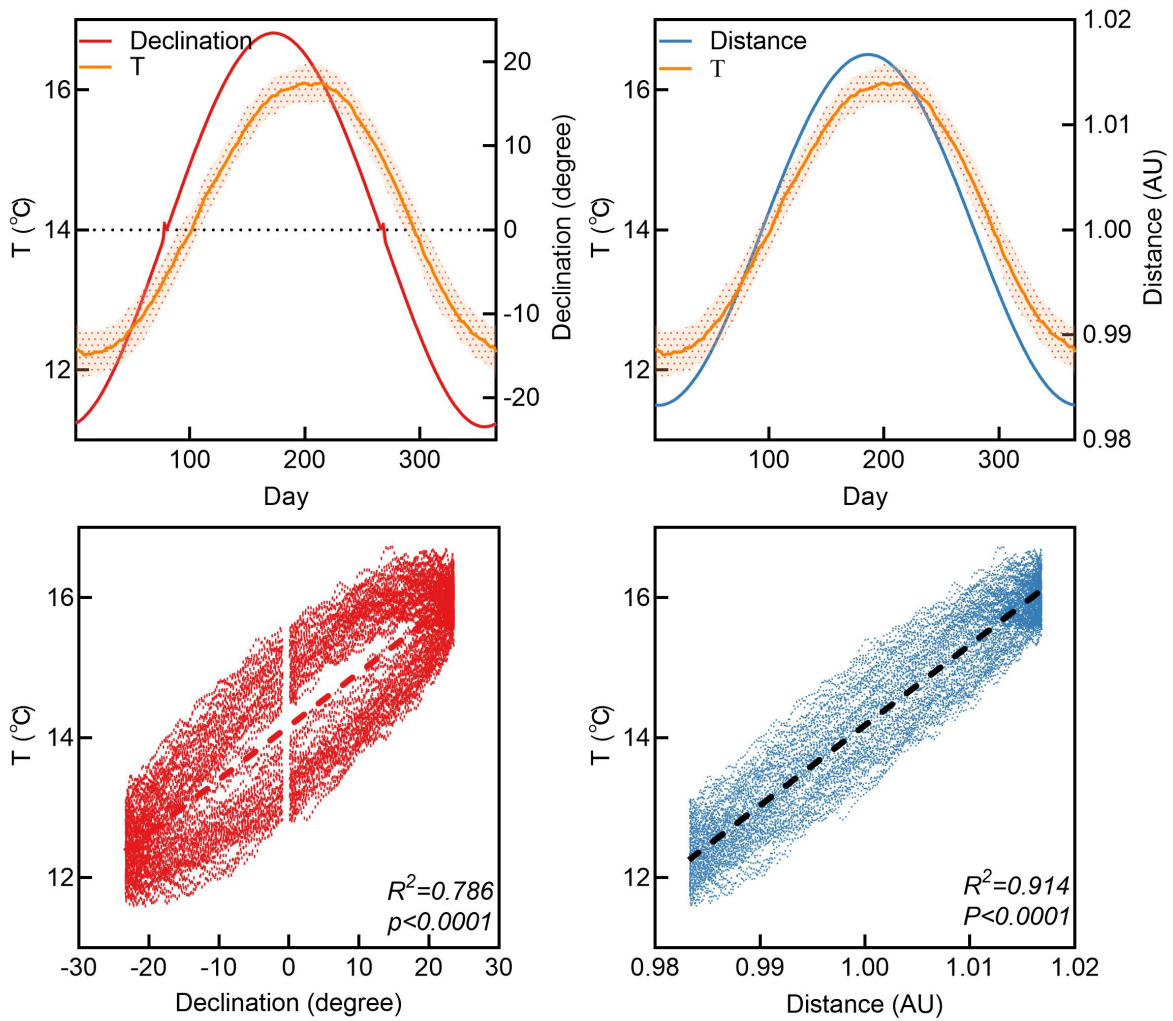 Declination
T
16
14
12
T (°C)
20
10
0
-10
-20
Declination (degree)
100
200
300
Day
Distance
T
16
14
12
T (°C)
1.02
1.01
1.00
0.99
0.98
Distance (AU)
100
200
300
Day
16
14
12
T (°C)
R²=0.786
p<0.0001
-30
-20
-10
0
10
20
30
Declination (degree)
16
14
12
T (°C)
R²=0.914
P<0.0001
0.98
0.99
1.00
1.01
1.02
Distance (AU)